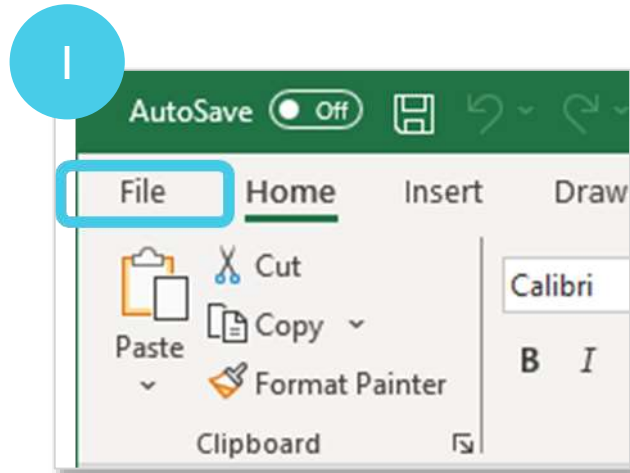 1
AutoSave Off
File Home Insert Draw
Cut
Calibri
Copy
Paste
B I
Format Painter
Clipboard